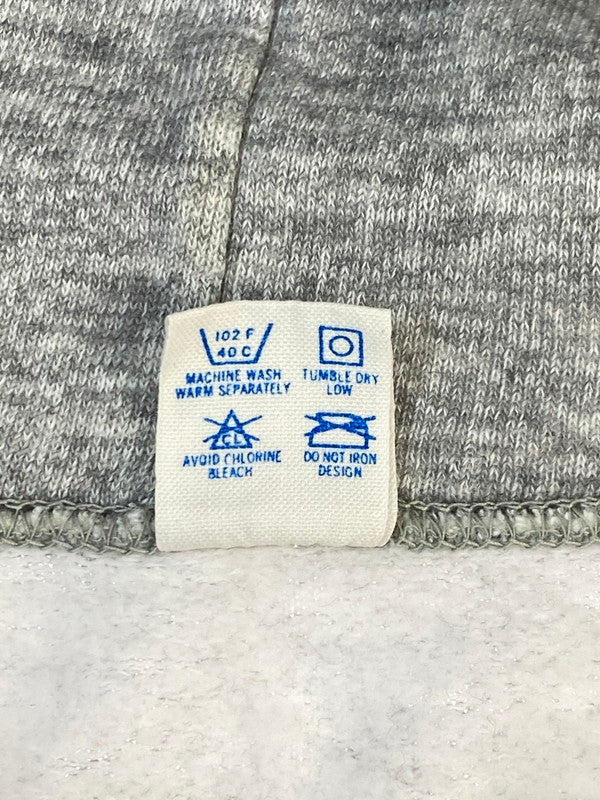 102 F
40 C
MACHINE WASH
WARM SEPARATELY
TUMBLE DRY
LOW
CL
AVOID CHLORINE
BLEACH
DO NOT IRON
DESIGN